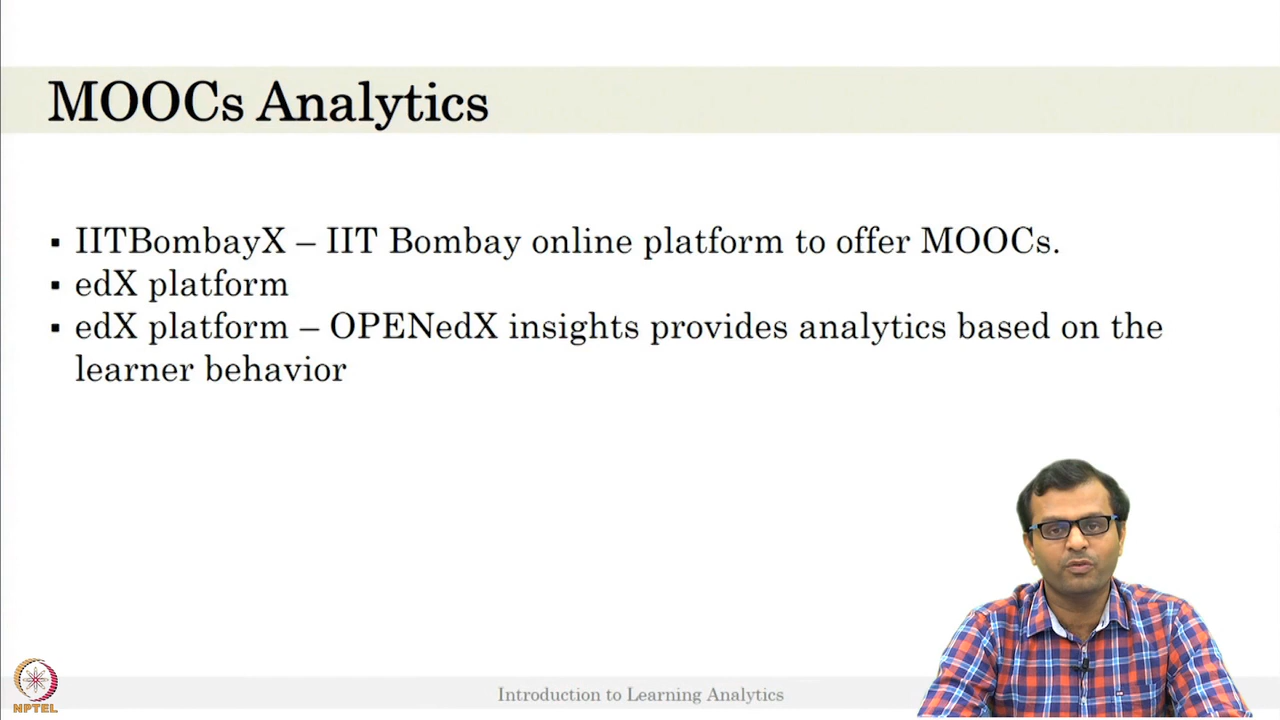 MOOCs Analytics
▪ IITBombayX – IIT Bombay online platform to offer MOOCs.
▪ edX platform
▪ edX platform – OPENedX insights provides analytics based on the
learner behavior
Introduction to Learning Analytics
NPTEL